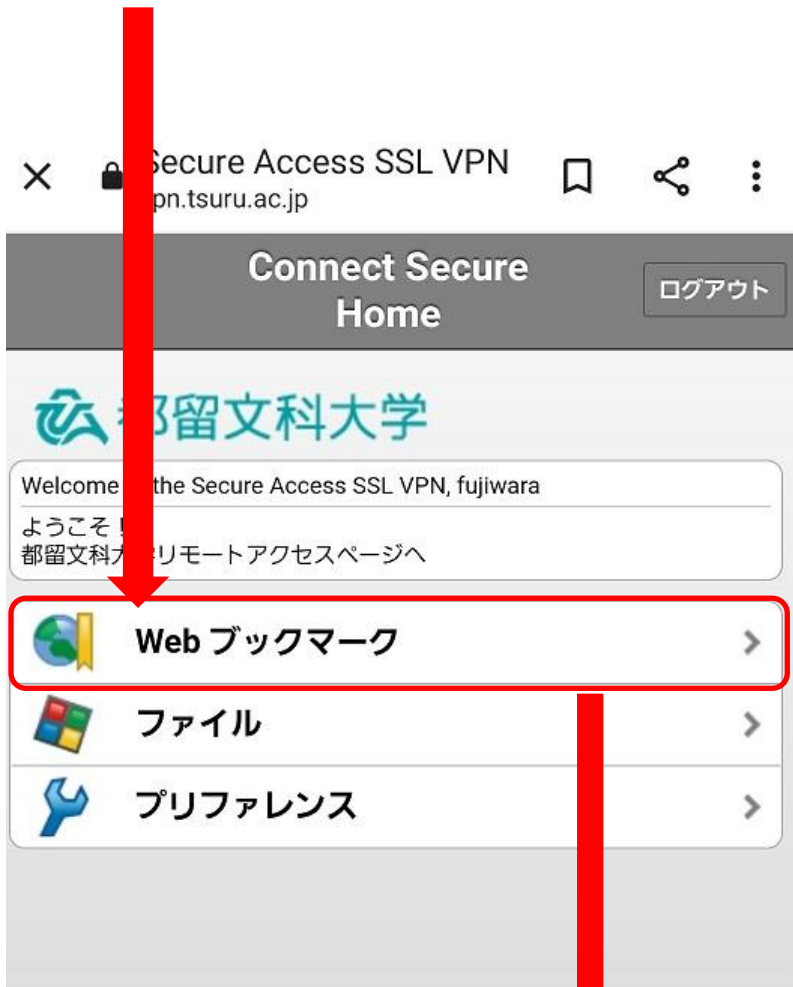 Secure Access SSL VPN
pn.tsuru.ac.jp
Connect Secure
Home
ログアウト
留文科大学
Welcome the Secure Access SSL VPN, fujiwara
ようこそ！
都留文科 リモートアクセスページへ
Web ブックマーク
ファイル
プリファレンス